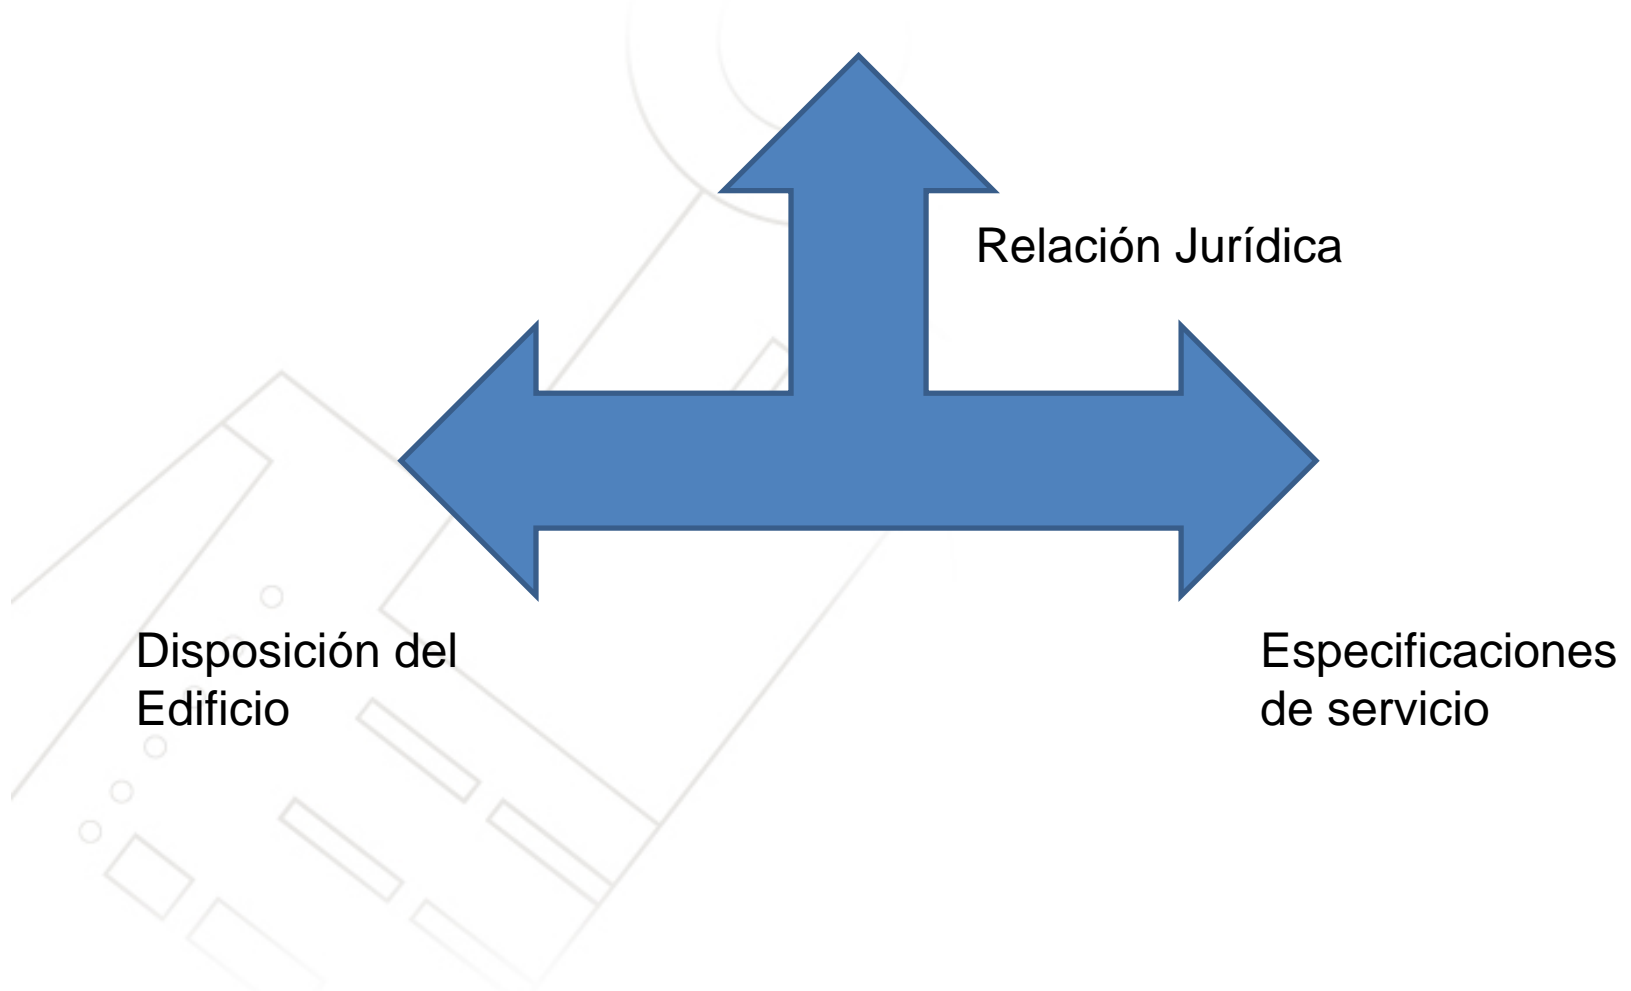 Relación Jurídica
Disposición del
Edificio
Especificaciones
de servicio